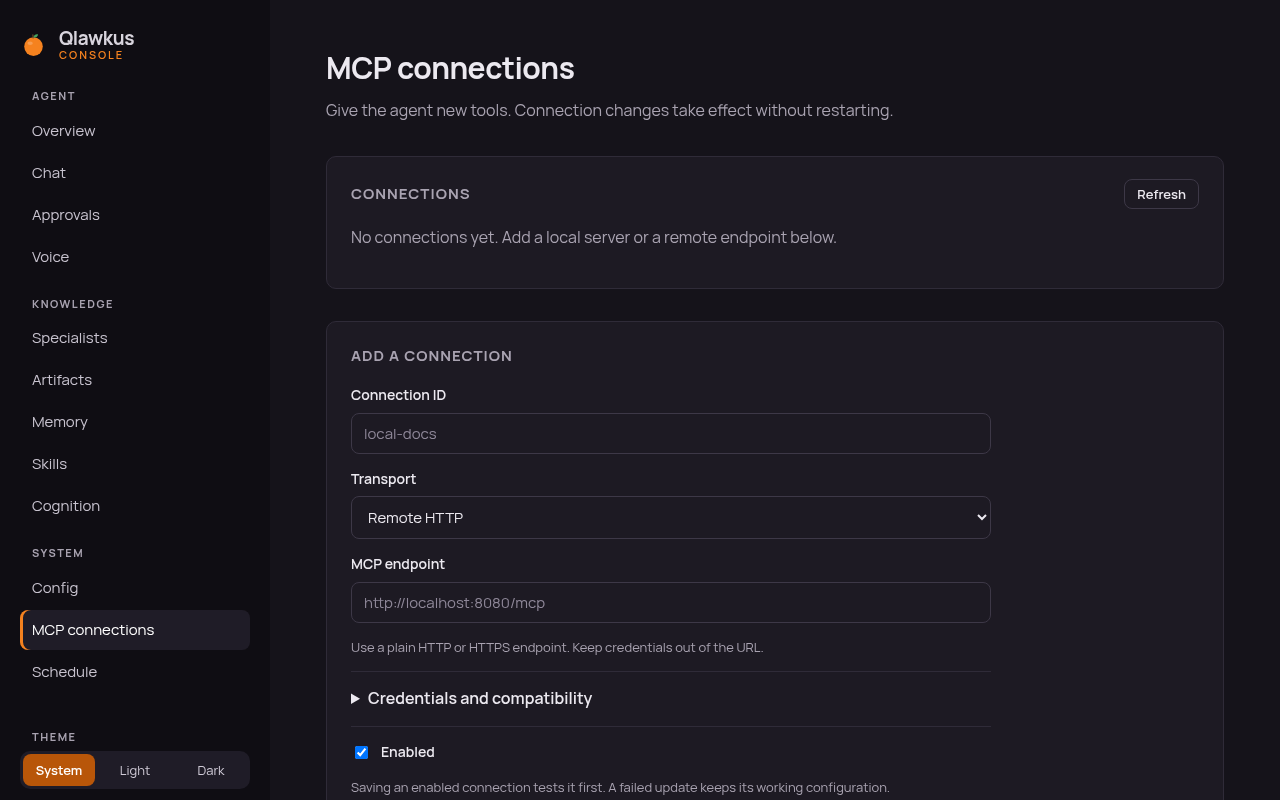 Qlawkus
CONSOLE
AGENT
Overview
Chat
Approvals
Voice
KNOWLEDGE
Specialists
Artifacts
Memory
Skills
Cognition
SYSTEM
Config
MCP connections
Schedule
THEME
System Light Dark
MCP connections
Give the agent new tools. Connection changes take effect without restarting.
CONNECTIONS
Refresh
No connections yet. Add a local server or a remote endpoint below.
ADD A CONNECTION
Connection ID
local-docs
Transport
Remote HTTP
MCP endpoint
http://localhost:8080/mcp
Use a plain HTTP or HTTPS endpoint. Keep credentials out of the URL.
Credentials and compatibility
Enabled
Saving an enabled connection tests it first. A failed update keeps its working configuration.